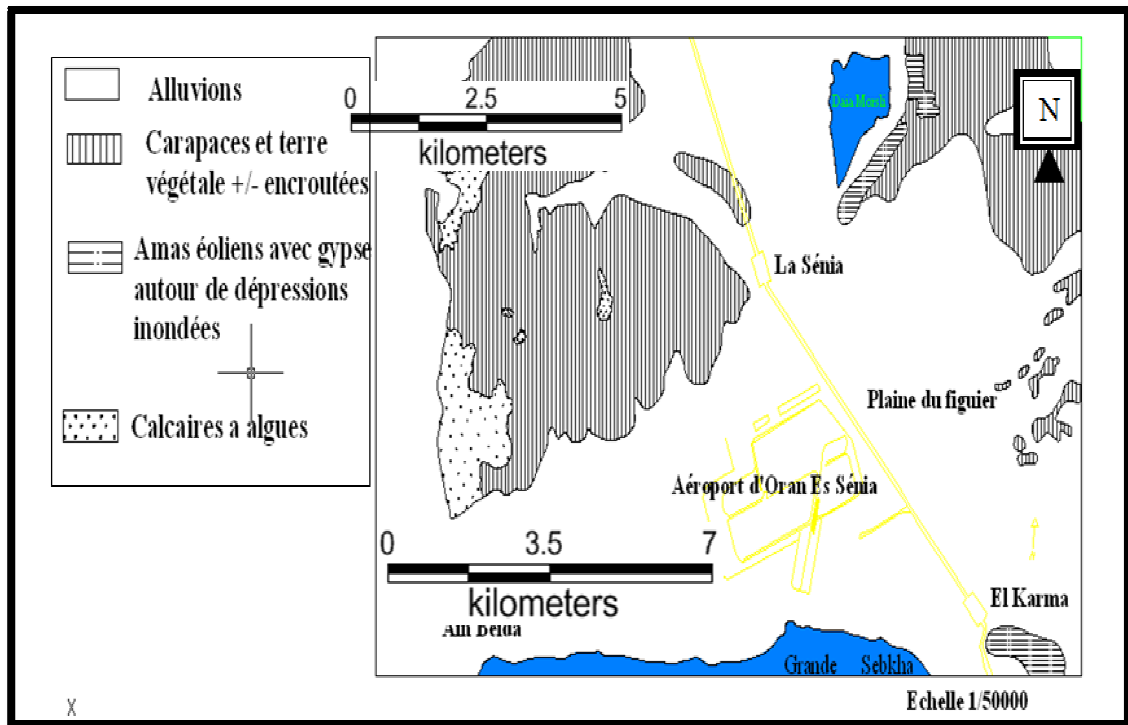 Alluvions
Carapaces et terre
végétale +/- encroutées
Amas éoliens avec gypse
autour de dépressions
inondées
Calcaires a algues
0 2.5 5
kilometers
N
La Sénia
Plaine du figuier
Aéroport d'Oran Es Sénia
0 3.5 7
kilometers
El Karma
Grande Sebkha
Echelle 1/50000
X